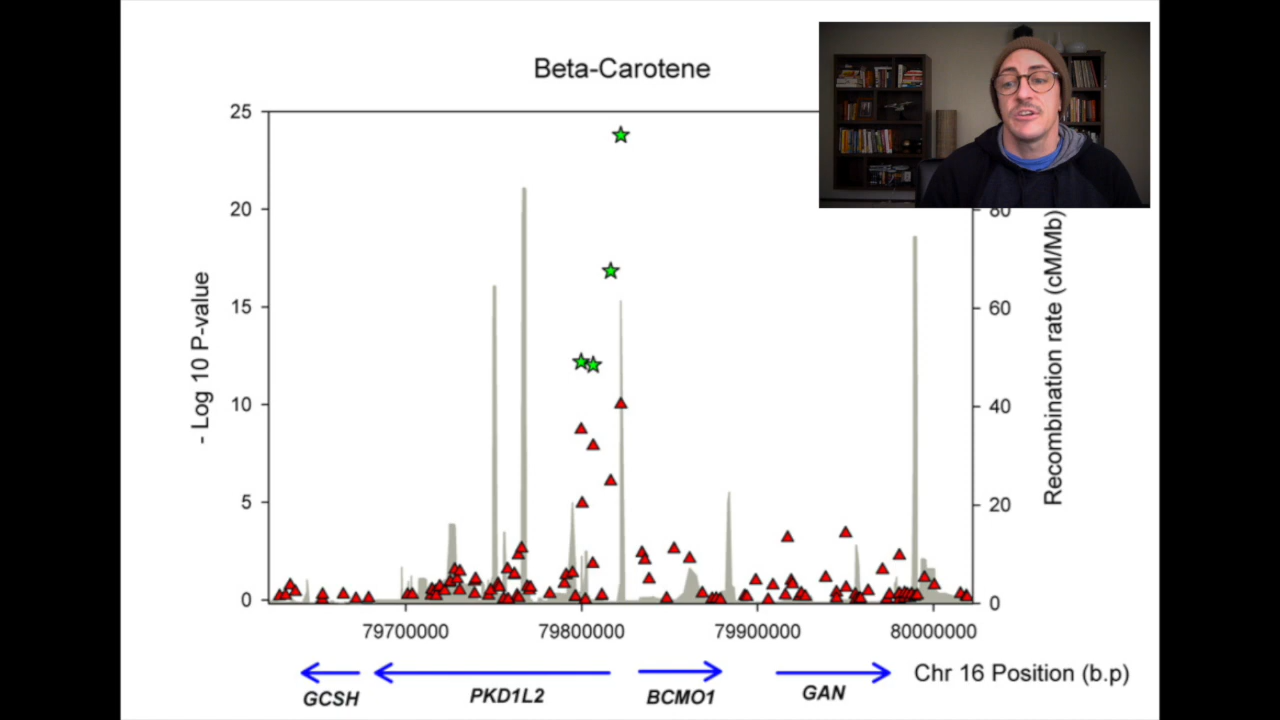 Beta-Carotene
25
20
15
10
5
0
- Log 10 P-value
80
60
40
20
0
Recombination rate (cM/Mb)
79700000 79800000 79900000 80000000
Chr 16 Position (b.p)
GCSH PKD1L2 BCMO1 GAN